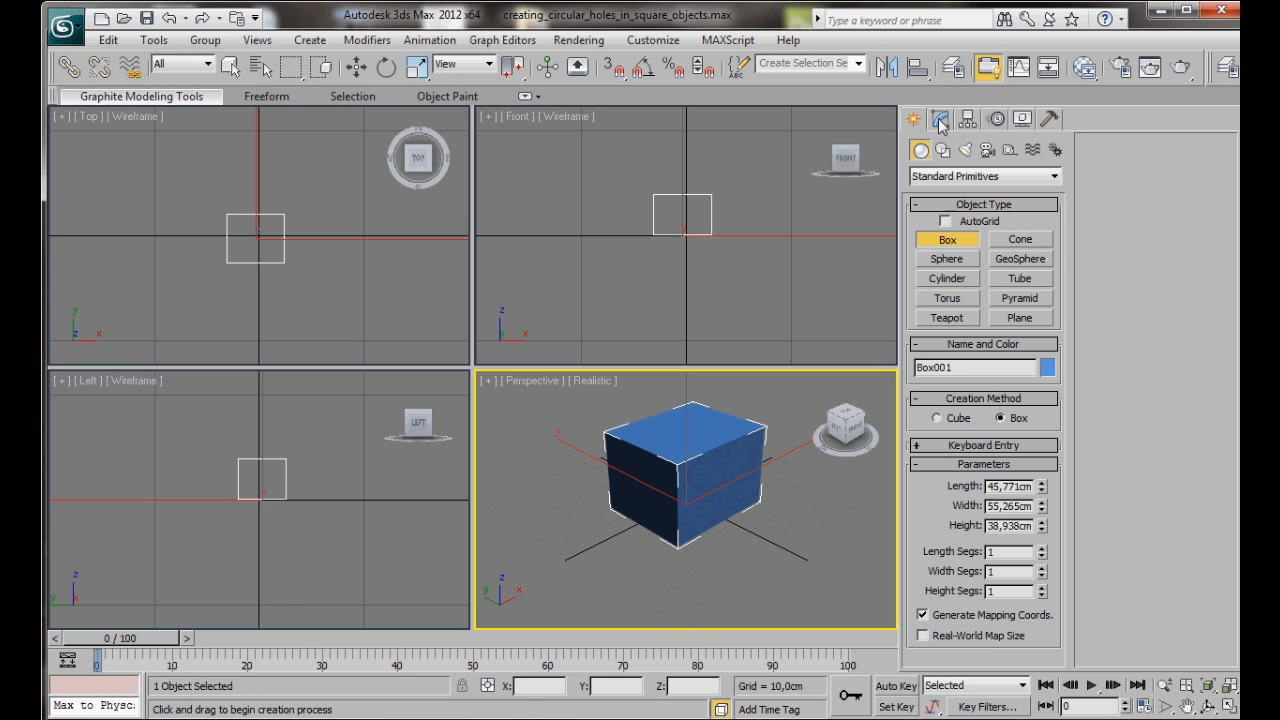 Autodesk 3ds Max 2012 x64 creating_circular_holes_in_square_objects.max Type a keyword or phrase
Edit Tools Group Views Create Modifiers Animation Graph Editors Rendering Customize MAXScript Help
All View 3 Create Selection Se
Graphite Modeling Tools Freeform Selection Object Paint
[ + ] [ Top ] [ Wireframe ]
TOP
y
z x
[ + ] [ Front ] [ Wireframe ]
FRONT
z
x
[ + ] [ Left ] [ Wireframe ]
LEFT
x
z
y
[ + ] [ Perspective ] [ Realistic ]
y
z
y x
Standard Primitives
- Object Type
AutoGrid
Box Cone
Sphere GeoSphere
Cylinder Tube
Torus Pyramid
Teapot Plane
- Name and Color
Box001
- Creation Method
Cube Box
+ Keyboard Entry
- Parameters
Length: 45,771cm
Width: 55,265cm
Height: 38,938cm
Length Segs: 1
Width Segs: 1
Height Segs: 1
Generate Mapping Coords.
Real-World Map Size
< 0 / 100 >
0 10 20 30 40 50 60 70 80 90 100
1 Object Selected X: Y: Z: Grid = 10,0cm Auto Key Selected
Max to Physc Click and drag to begin creation process Add Time Tag Set Key Key Filters... 0